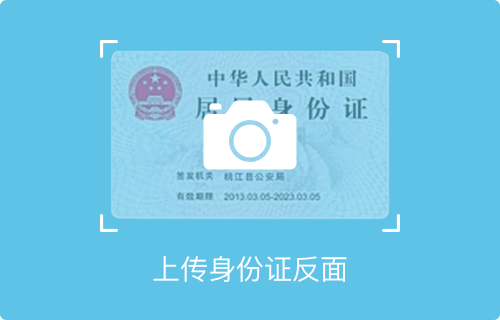 中华人民共和国
居民身份证
签发机关 桃江县公安局
有效期限 2013.03.05-2023.03.05
上传身份证反面